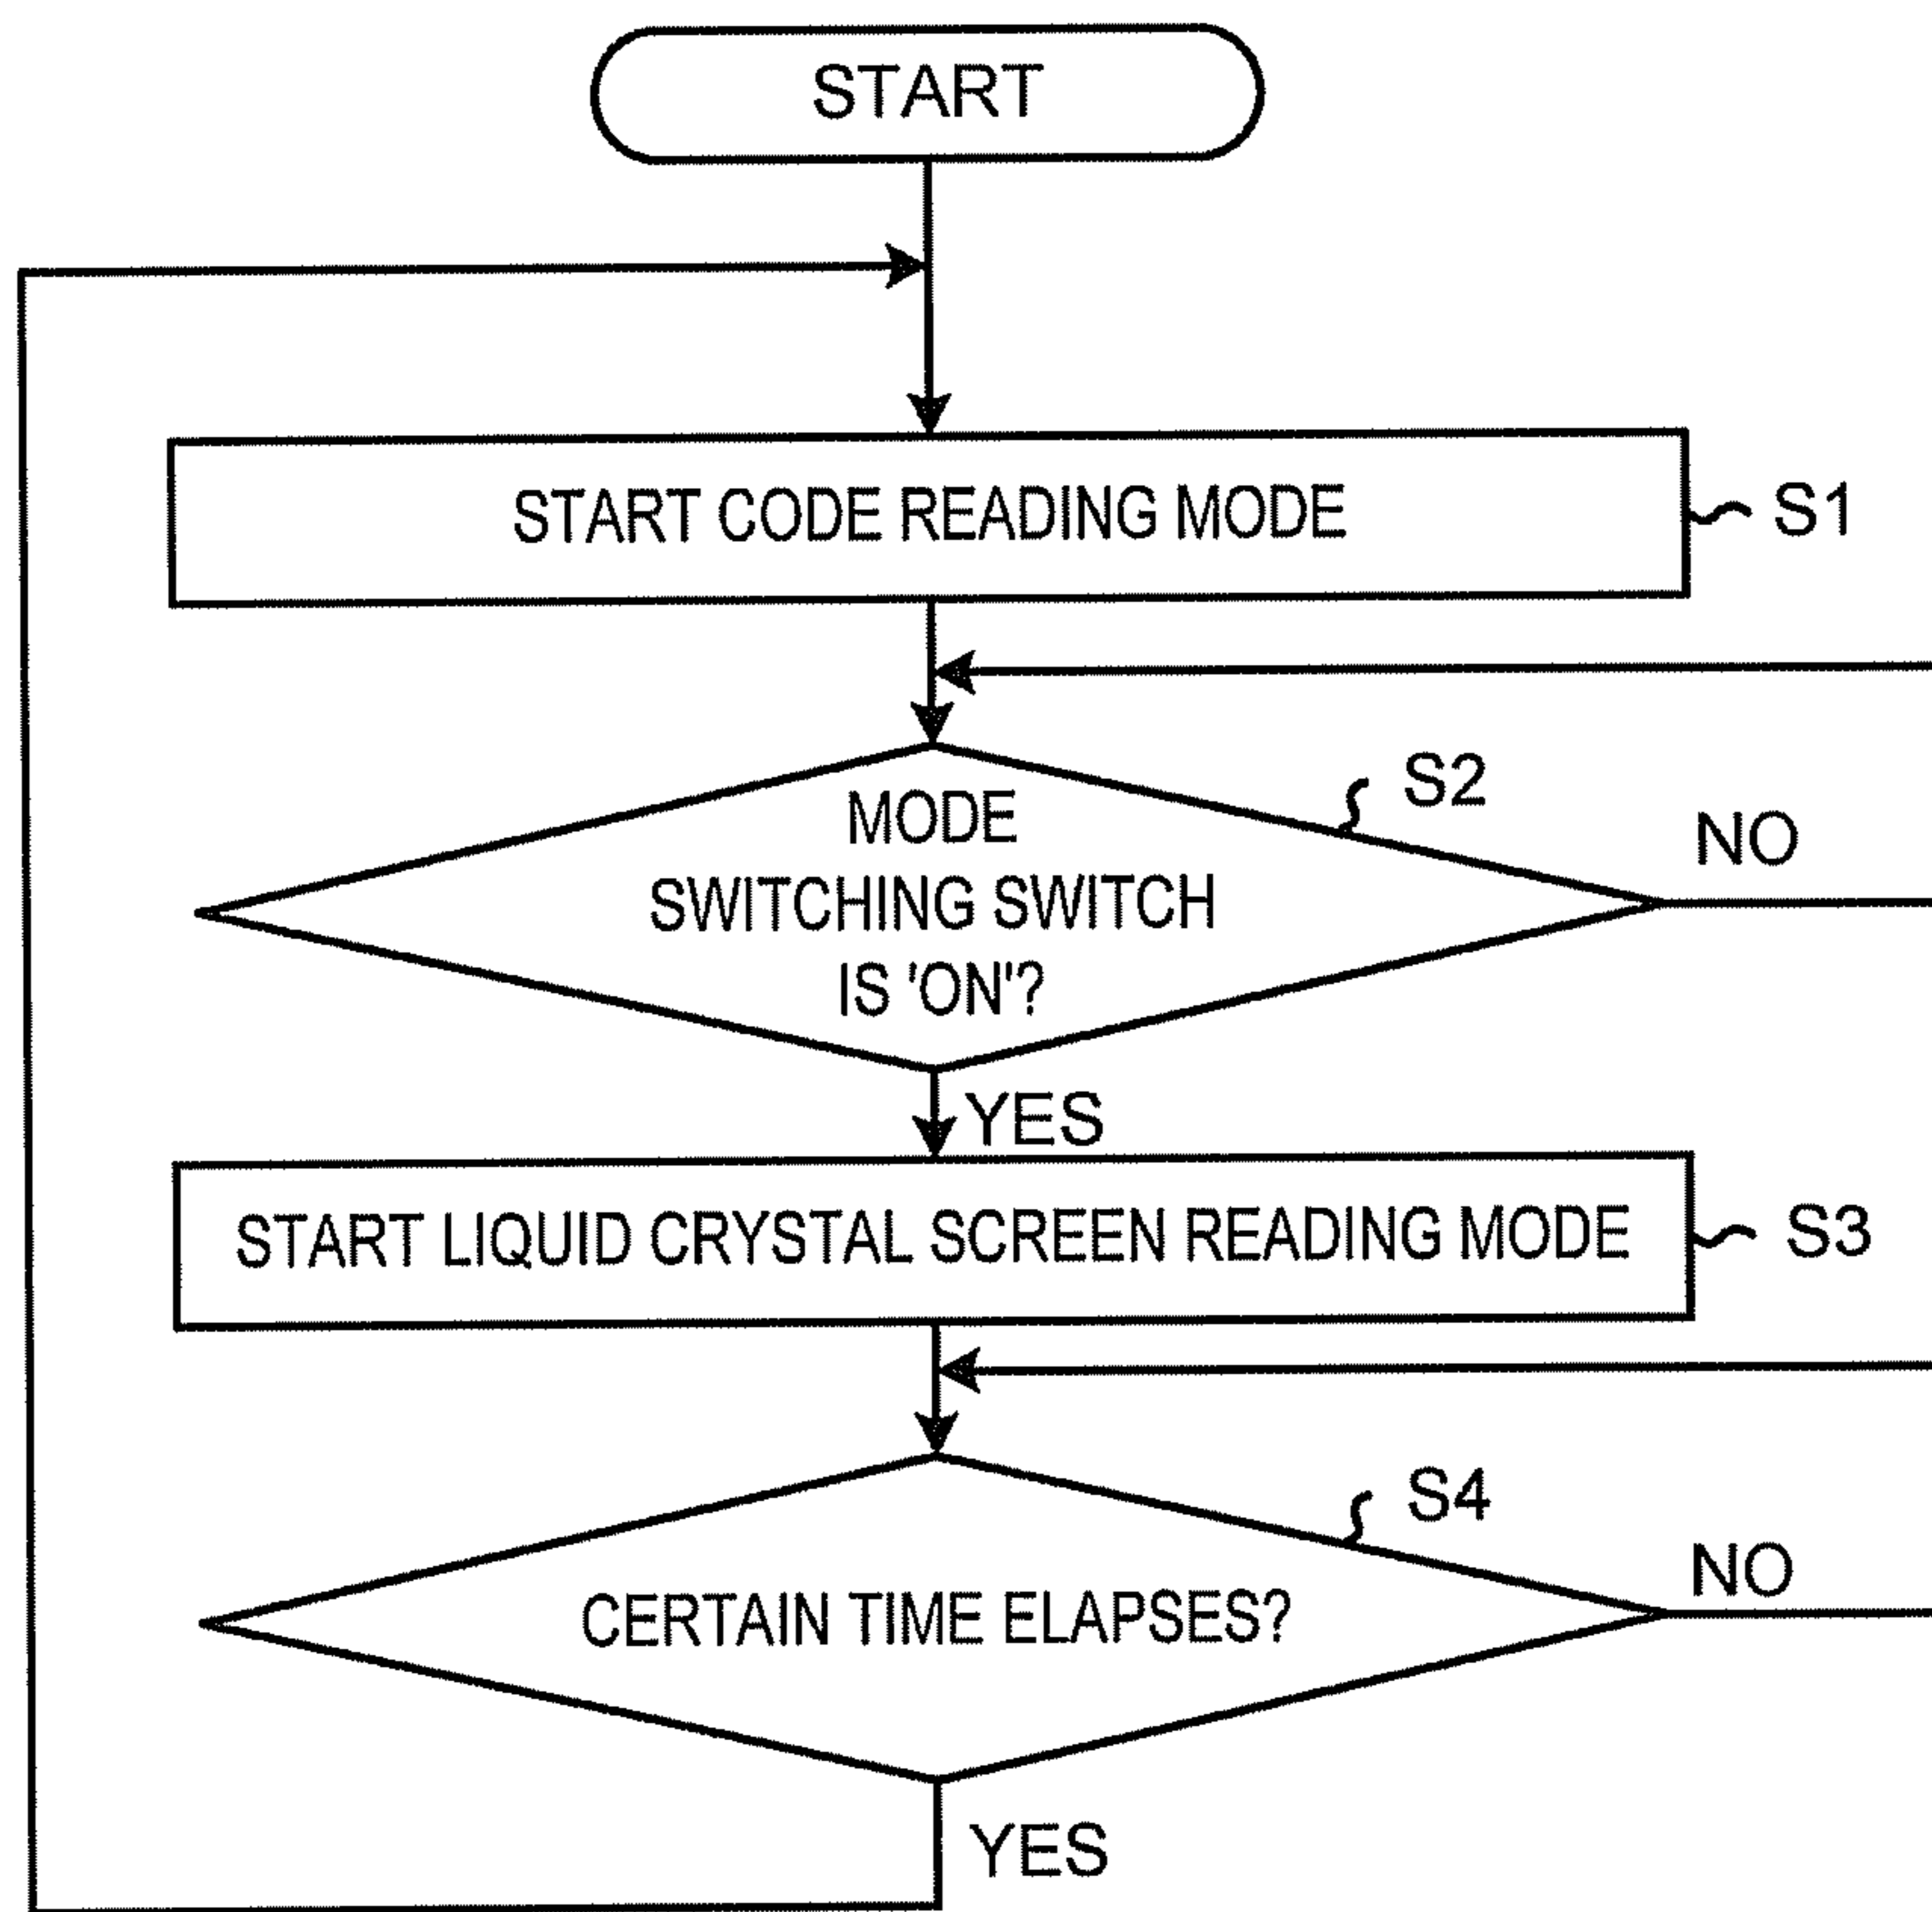 START
START CODE READING MODE
S1
S2
MODE
SWITCHING SWITCH
IS 'ON'?
NO
YES
START LIQUID CRYSTAL SCREEN READING MODE
S3
S4
CERTAIN TIME ELAPSES?
NO
YES